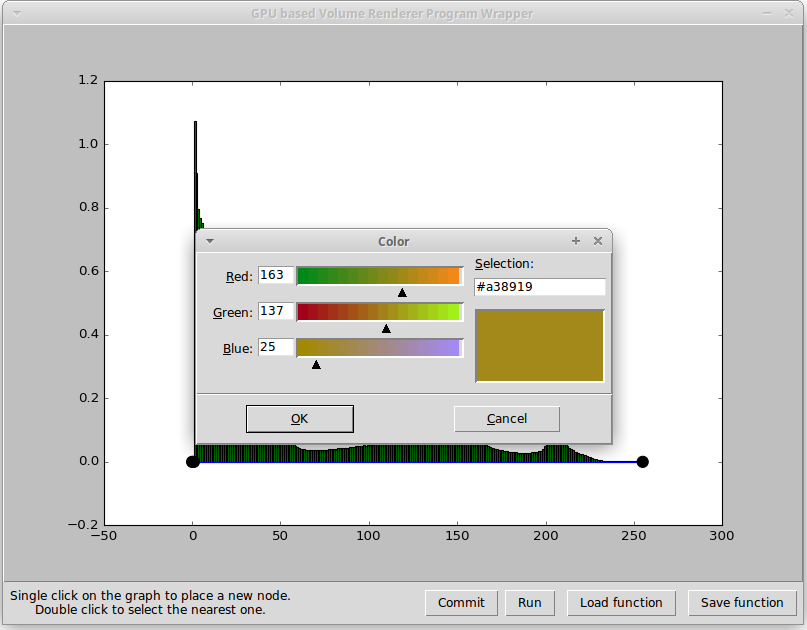 GPU based Volume Renderer Program Wrapper
1.2
1.0
0.8
0.6
0.4
0.2
0.0
−0.2
−50
0
50
100
150
200
250
300
Color
Red: 163
Green: 137
Blue: 25
Selection:
#a38919
OK
Cancel
Single click on the graph to place a new node.
Double click to select the nearest one.
Commit
Run
Load function
Save function